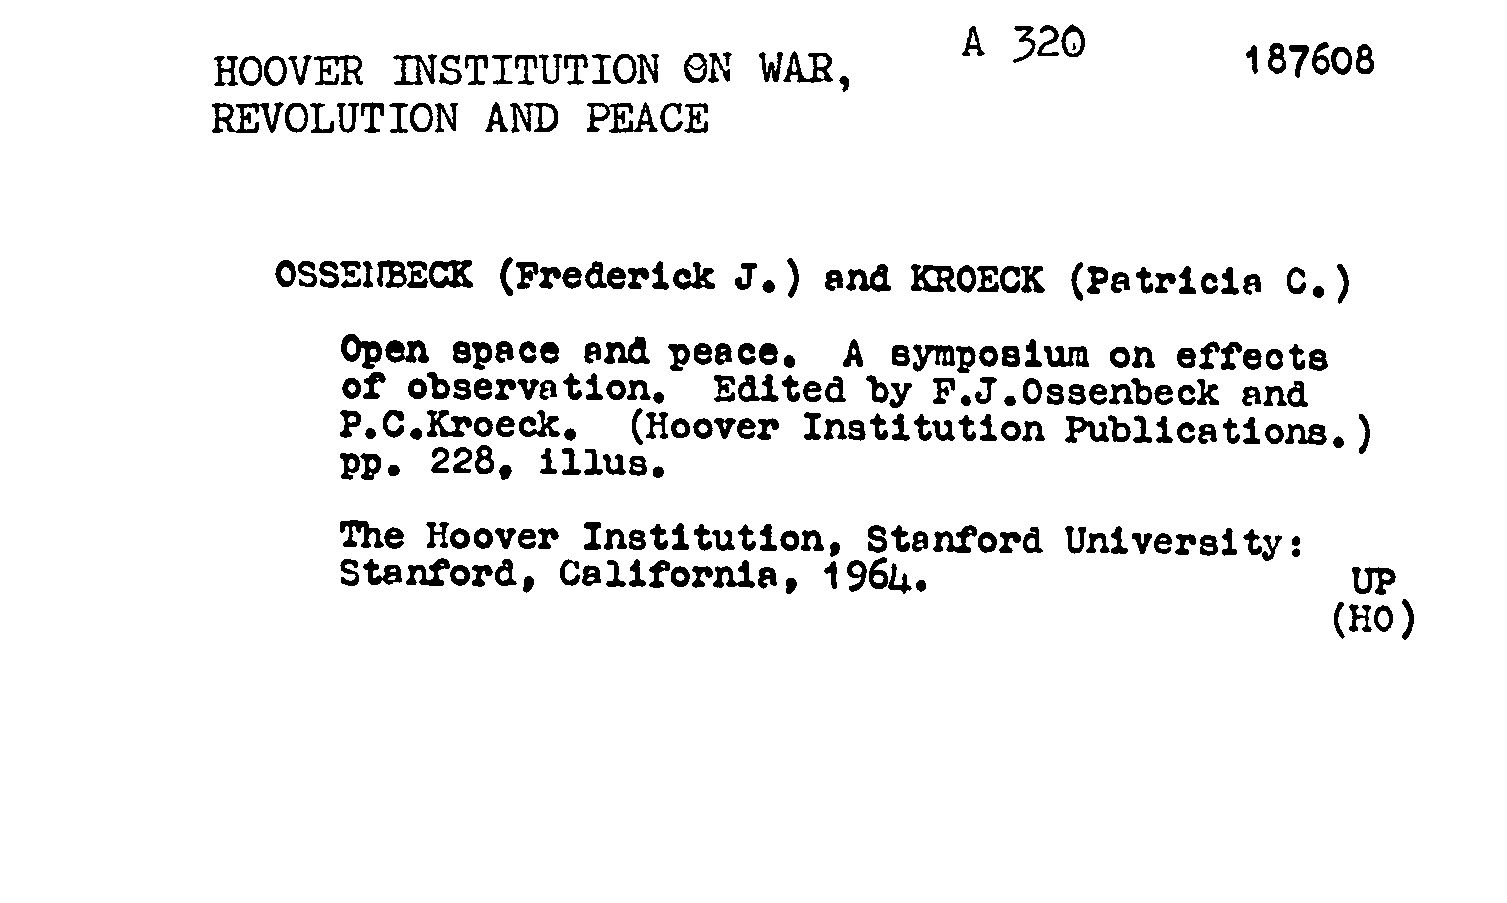 HOOVER INSTITUTION ON WAR, A 320 187608
REVOLUTION AND PEACE
OSSENBECK (Frederick J.) and KROECK (Patricia C.)
Open space and peace. A symposium on effects
of observation. Edited by F.J.Ossenbeck and
P.C.Kroeck. (Hoover Institution Publications.)
pp. 228, illus.
The Hoover Institution, Stanford University:
Stanford, California, 1964.
UP
(HO)